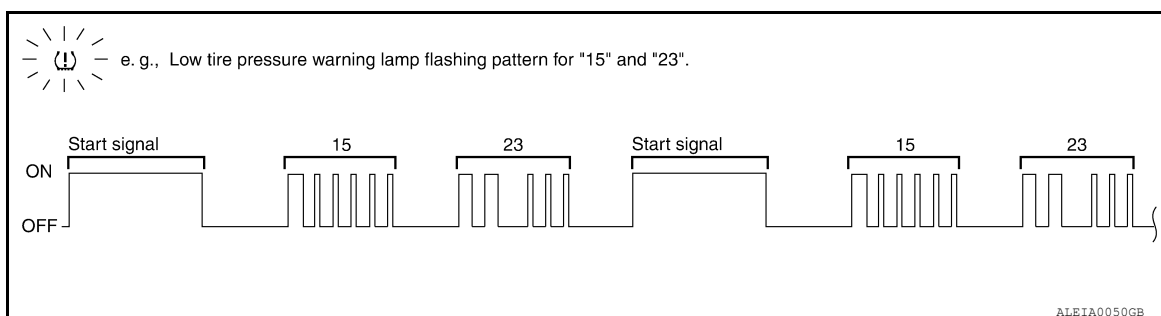 e. g., Low tire pressure warning lamp flashing pattern for "15" and "23".
Start signal 15 23 Start signal 15 23
ON
OFF
ALEIA0050GB